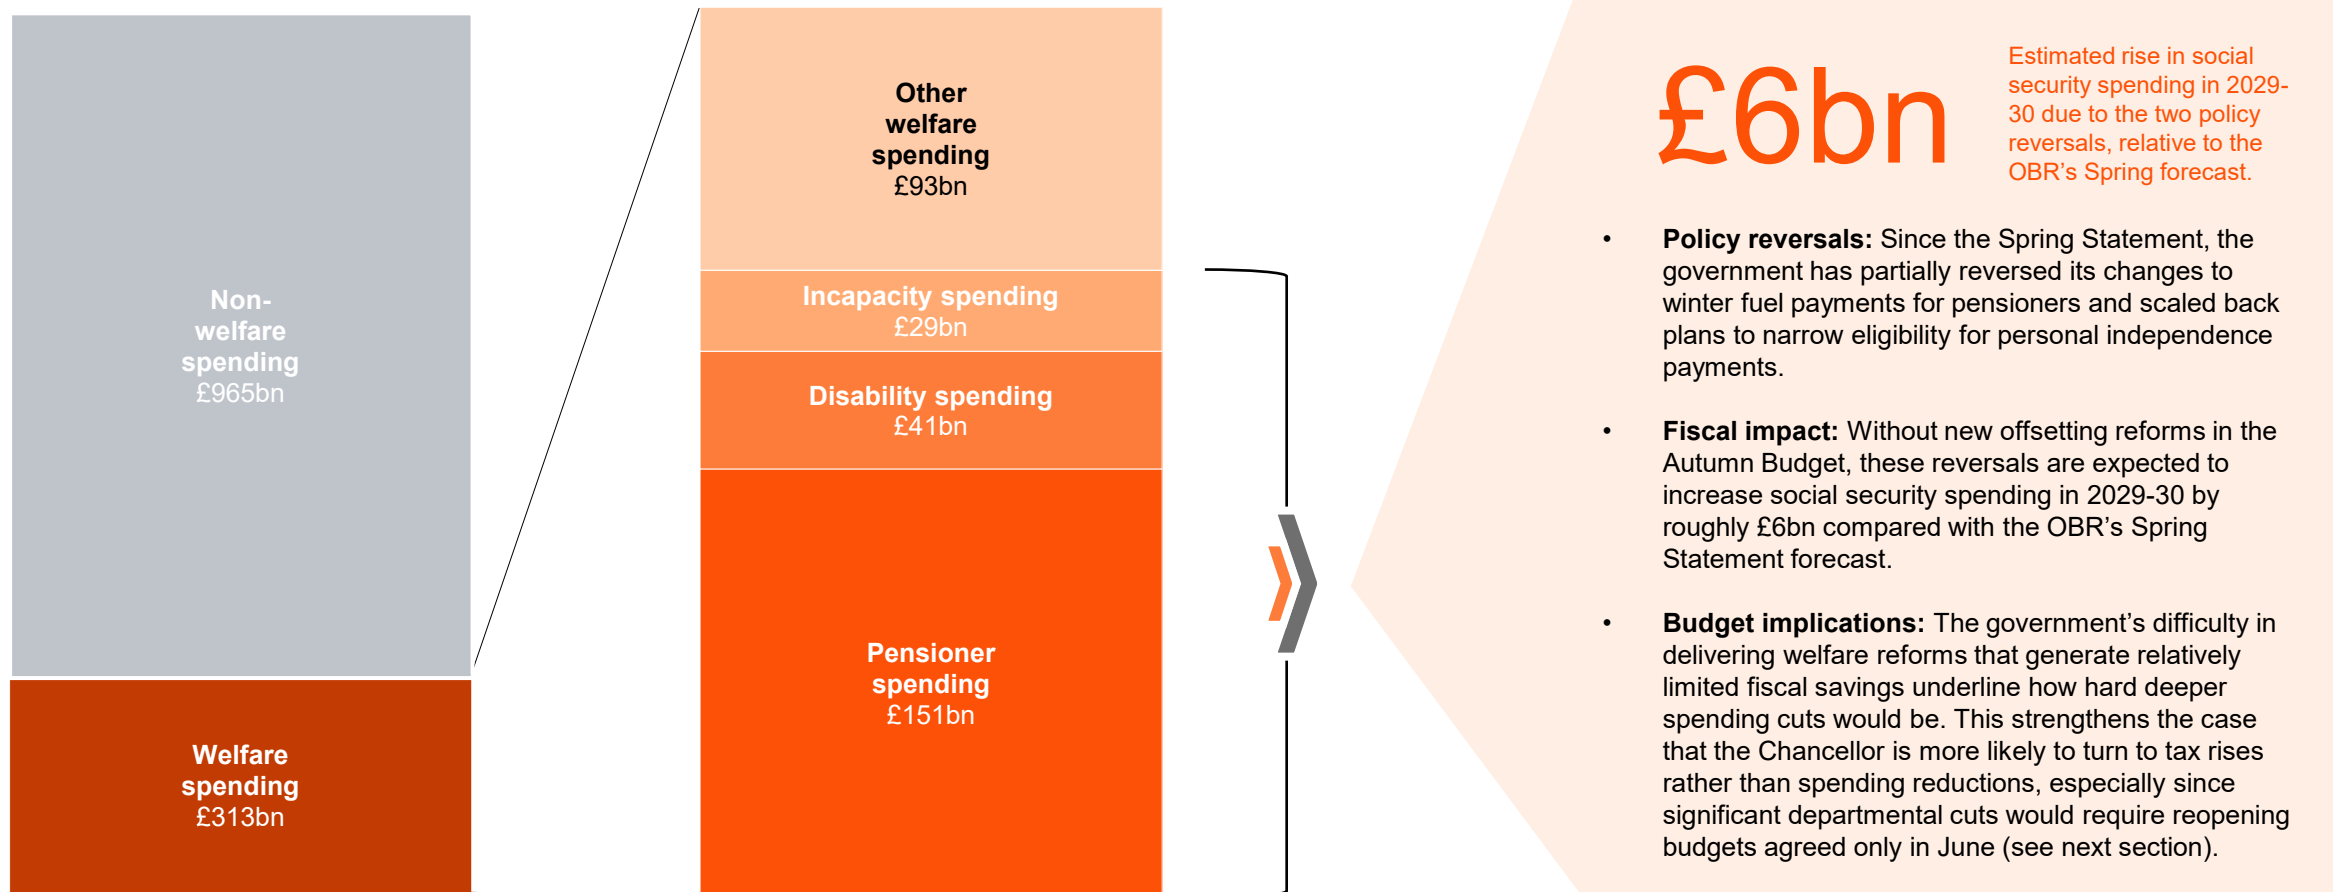 Non-
welfare
spending
£965bn
Welfare
spending
£313bn
Other
welfare
spending
£93bn
Incapacity spending
£29bn
Disability spending
£41bn
Pensioner
spending
£151bn
£6bn
Estimated rise in social
security spending in 2029-
30 due to the two policy
reversals, relative to the
OBR’s Spring forecast.
• Policy reversals: Since the Spring Statement, the
government has partially reversed its changes to
winter fuel payments for pensioners and scaled back
plans to narrow eligibility for personal independence
payments.
• Fiscal impact: Without new offsetting reforms in the
Autumn Budget, these reversals are expected to
increase social security spending in 2029-30 by
roughly £6bn compared with the OBR’s Spring
Statement forecast.
• Budget implications: The government’s difficulty in
delivering welfare reforms that generate relatively
limited fiscal savings underline how hard deeper
spending cuts would be. This strengthens the case
that the Chancellor is more likely to turn to tax rises
rather than spending reductions, especially since
significant departmental cuts would require reopening
budgets agreed only in June (see next section).